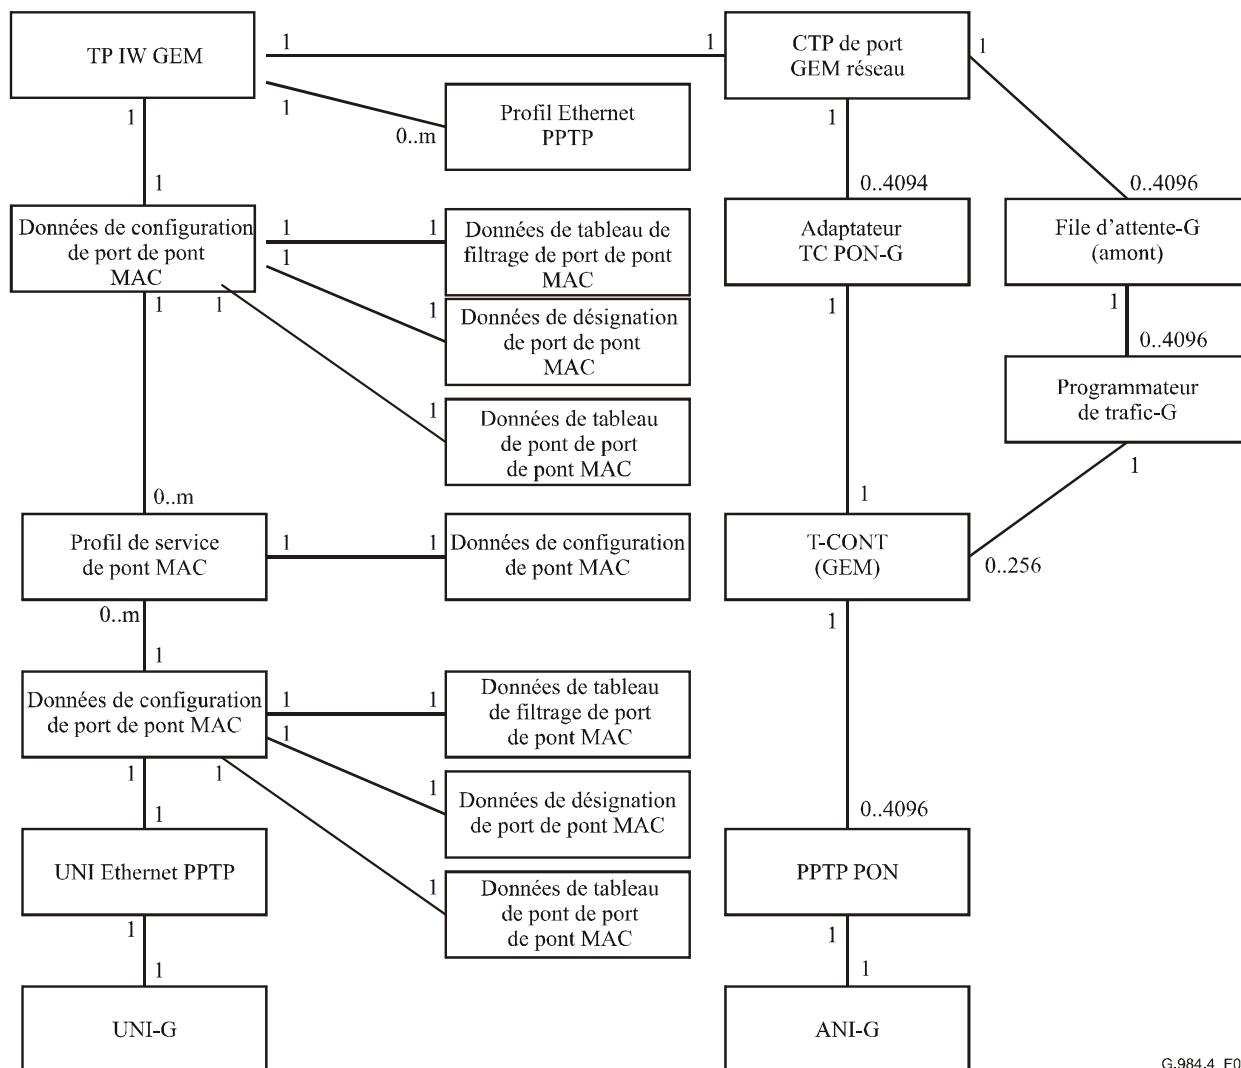 TP IW GEM
1
1
CTP de port
GEM réseau
1
1
1
0..m
Profil Ethernet
PPTP
1
1
1
0..4094
0..4096
Données de configuration
de port de pont
MAC
1
1
Données de tableau de
filtrage de port de pont
MAC
Adaptateur
TC PON-G
File d'attente-G
(amont)
1
1
1
1
Données de désignation
de port de pont
MAC
1
1
0..4096
Programmateur
de trafic-G
1
Données de tableau
de pont de port
de pont MAC
1
0..m
1
Profil de service
de pont MAC
1
1
Données de configuration
de pont MAC
T-CONT
(GEM)
0..256
0..m
1
1
Données de configuration
de port de pont MAC
1
1
Données de tableau
de filtrage de port
de pont MAC
1
1
1
1
Données de désignation
de port de pont MAC
1
0..4096
UNI Ethernet PPTP
1
Données de tableau
de pont de port
de pont MAC
PPTP PON
1
1
1
1
UNI-G
ANI-G
G.984.4_F0